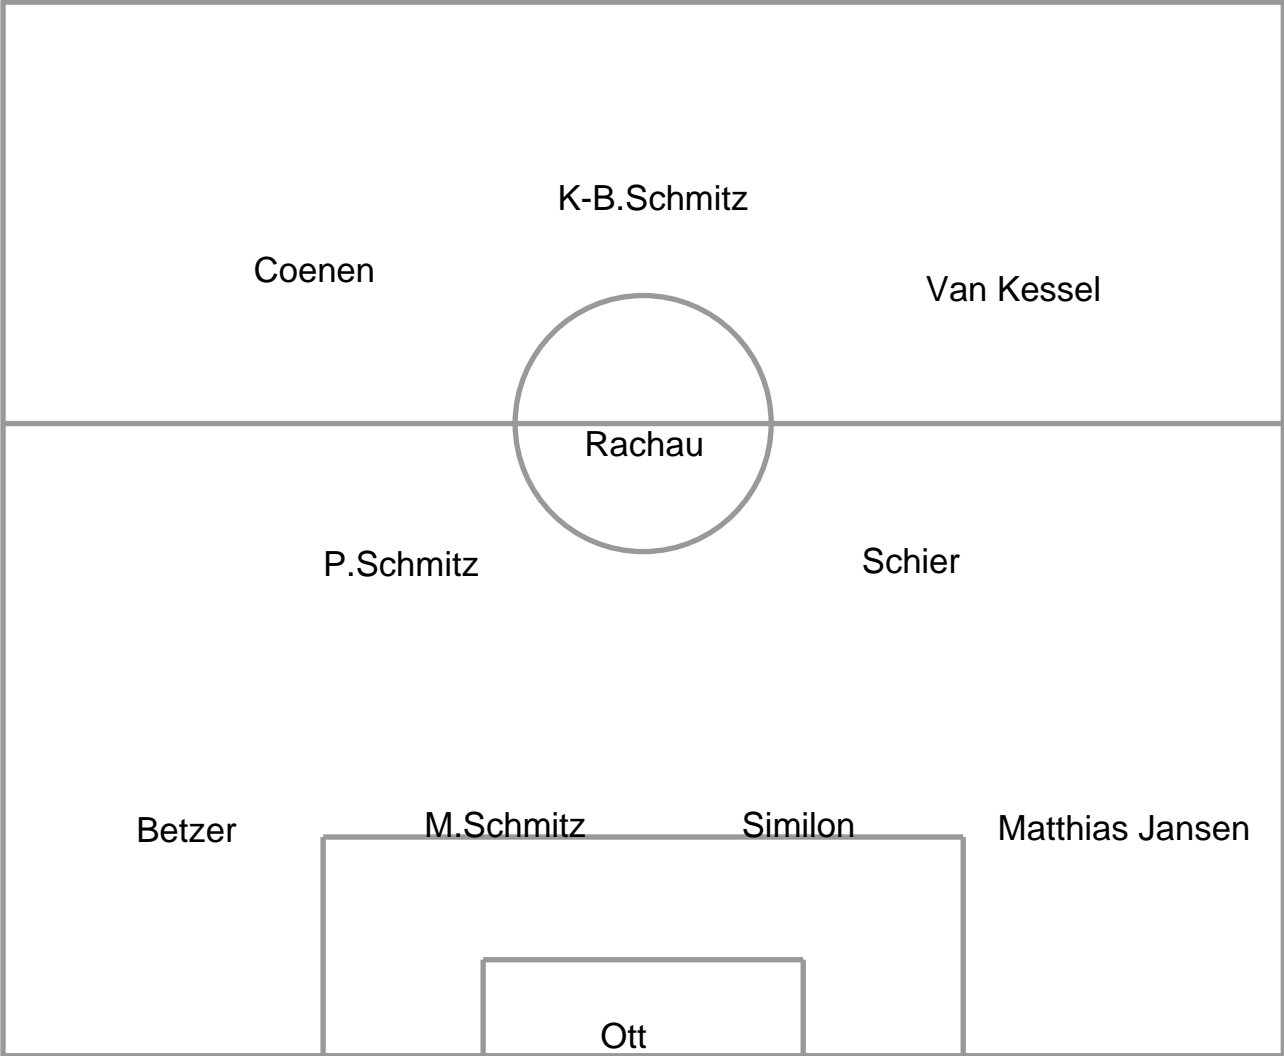 K-B.Schmitz
Coenen
Van Kessel
Rachau
P.Schmitz
Schier
Betzer
M.Schmitz
Similon
Matthias Jansen
Ott